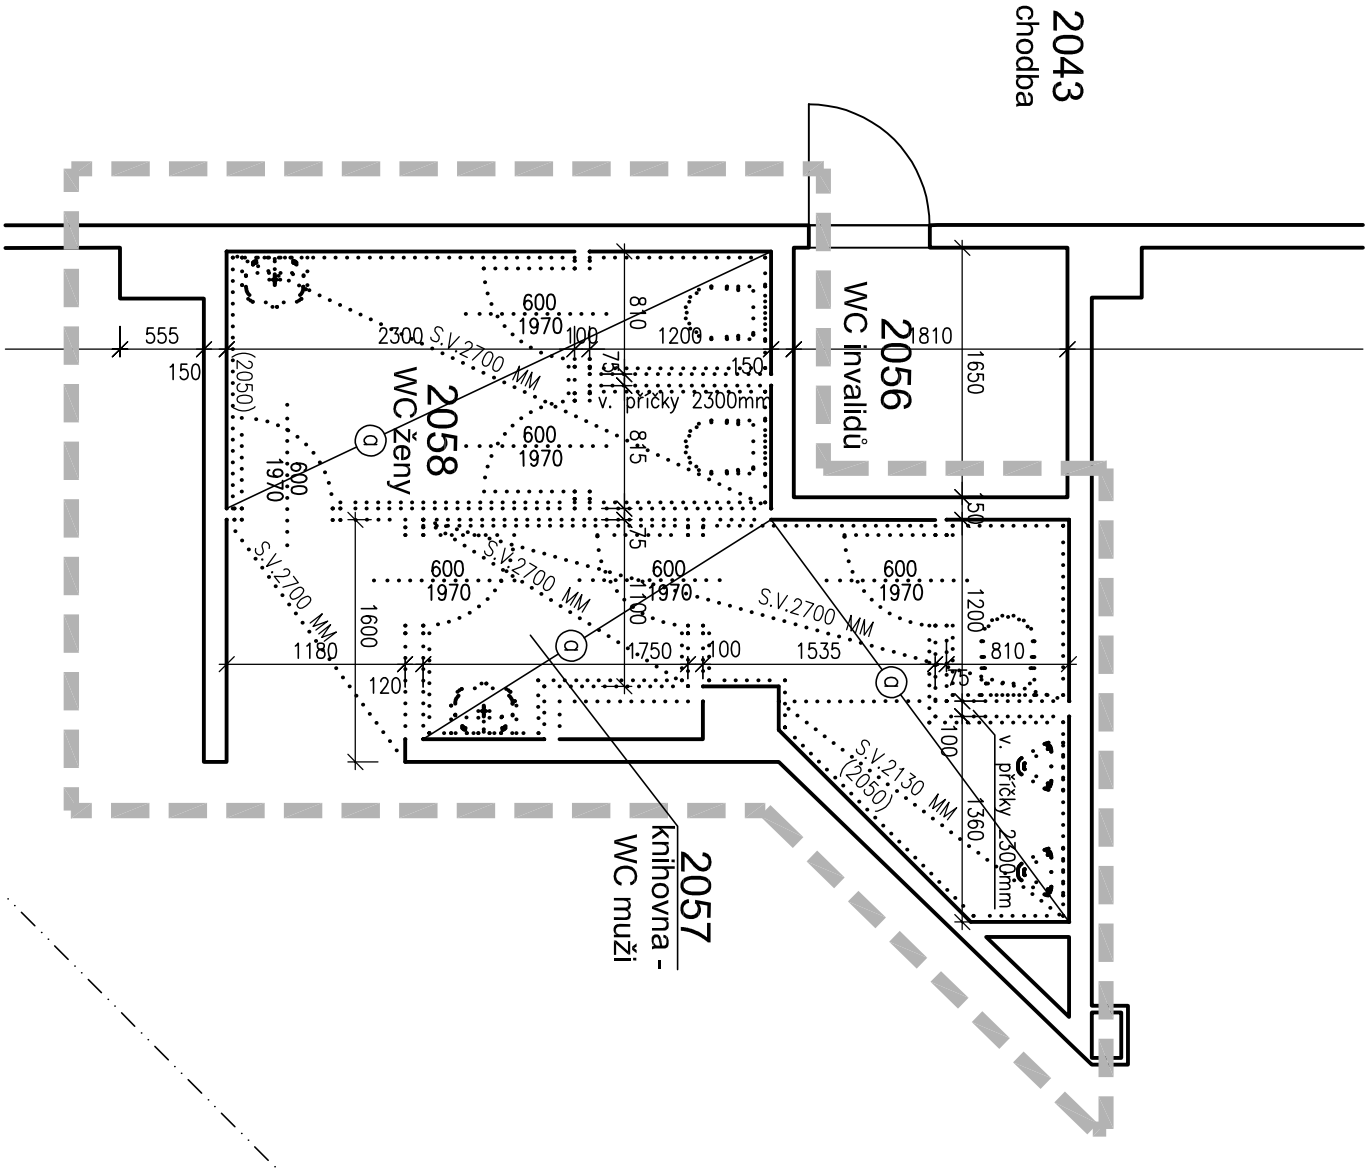 2043
chodba
600
1970
810
555
2300
100
1200
1810
S.V.2700 MM
150
(2050)
75
150
1650
2056
WC invalidů
v. příčky 2300mm
2058
WC ženy
a
600
1970
815
600
1970
150
75
S.V.2700 MM
S.V.2700 MM
600
1970
600
1970
600
1970
1600
1100
S.V.2700 MM
1200
1180
a
1750
100
1535
810
120
a
75
100
v. příčky 2300mm
S.V.2130 MM
(2050)
1360
2057
knihovna -
WC muži